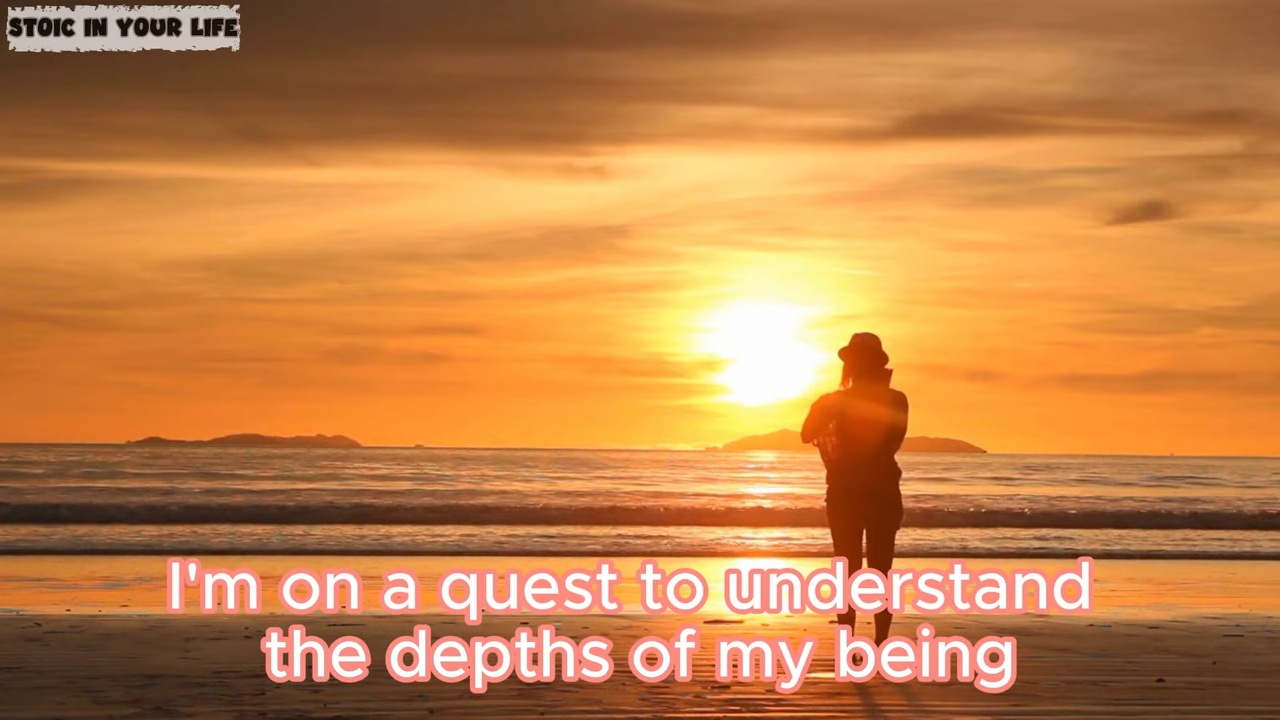 STOIC IN YOUR LIFE
I'm on a quest to understand
the depths of my being